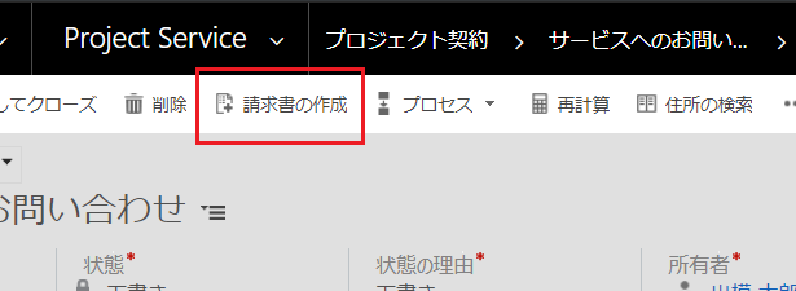 Project Service プロジェクト契約 サービスへのお問い...
してクローズ 削除 請求書の作成 プロセス 再計算 住所の検索 ...
お問い合わせ
状態* 状態の理由* 所有者*
下書き 下書き